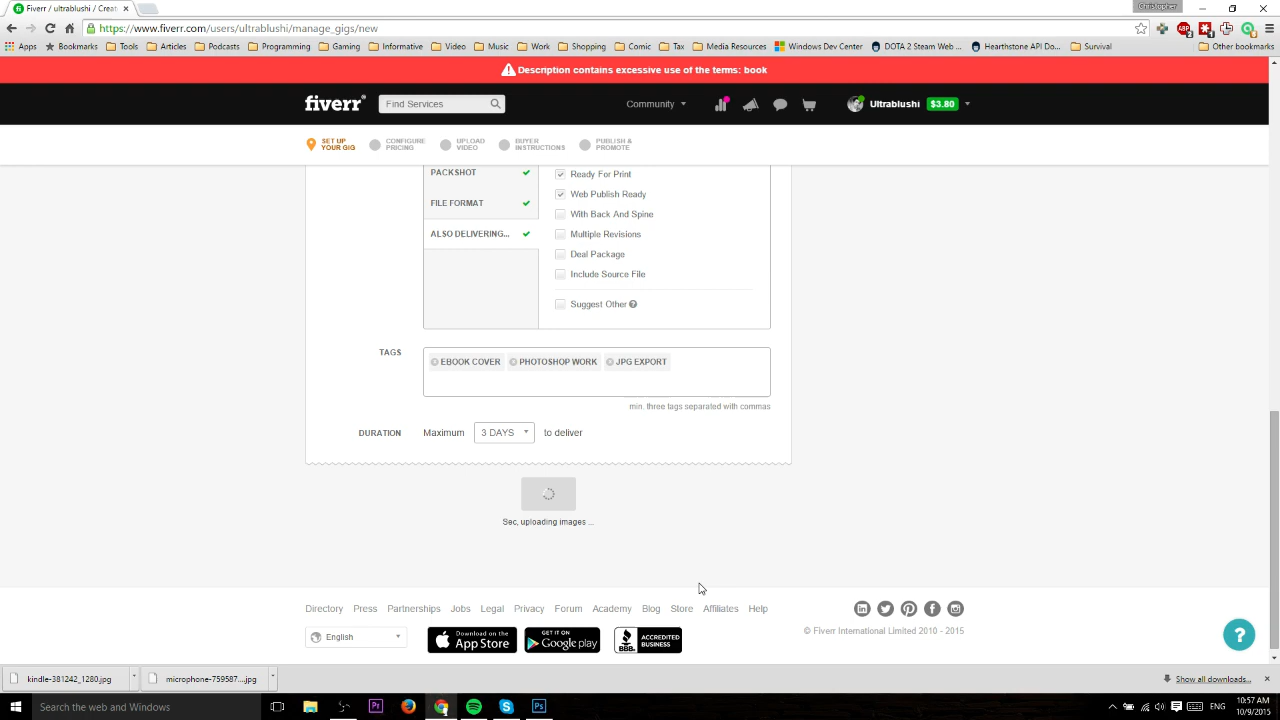 Fiverr / ultrablushi / Creat
Christopher
https://www.fiverr.com/users/ultrablushi/manage_gigs/new
Apps Bookmarks Tools Articles Podcasts Programming Gaming Informative Video Music Work Shopping Comic Tax Media Resources Windows Dev Center DOTA 2 Steam Web ... Hearthstone API Do... Survival Other bookmarks
Description contains excessive use of the terms: book
fiverr® Find Services Community Ultrablushi $3.80
SET UP YOUR GIG CONFIGURE PRICING UPLOAD VIDEO BUYER INSTRUCTIONS PUBLISH & PROMOTE
PACKSHOT Ready For Print
Web Publish Ready
FILE FORMAT
With Back And Spine
ALSO DELIVERING... Multiple Revisions
Deal Package
Include Source File
Suggest Other ?
TAGS EBOOK COVER PHOTOSHOP WORK JPG EXPORT
min. three tags separated with commas
DURATION Maximum 3 DAYS to deliver
Sec, uploading images ...
Directory Press Partnerships Jobs Legal Privacy Forum Academy Blog Store Affiliates Help
English Download on the App Store GET IT ON Google play BBB. ACCREDITED BUSINESS © Fiverr International Limited 2010 - 2015
?
kindle-381242_1280.jpg microphone-759587....jpg Show all downloads...
Search the web and Windows Pr Ps ENG 10:57 AM
10/9/2015